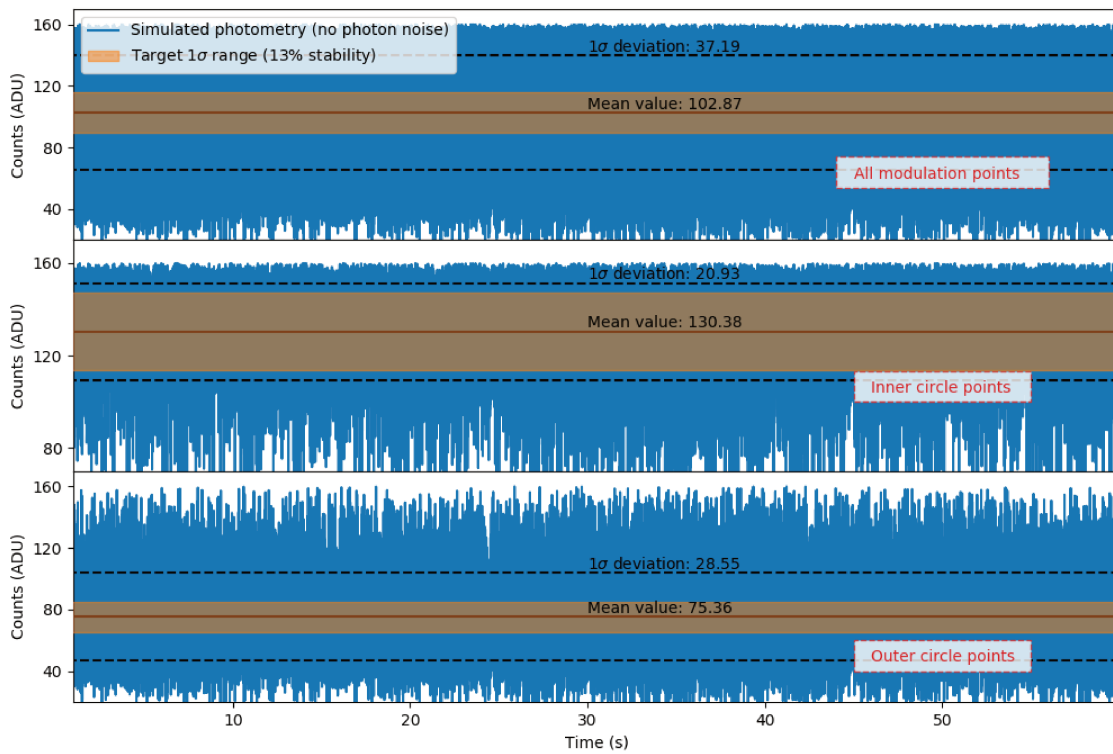 160
120
80
40
Counts (ADU)
Simulated photometry (no photon noise)
Target 1σ range (13% stability)
1σ deviation: 37.19
Mean value: 102.87
All modulation points
160
120
80
Counts (ADU)
1σ deviation: 20.93
Mean value: 130.38
Inner circle points
160
120
80
40
Counts (ADU)
1σ deviation: 28.55
Mean value: 75.36
Outer circle points
10 20 30 40 50
Time (s)